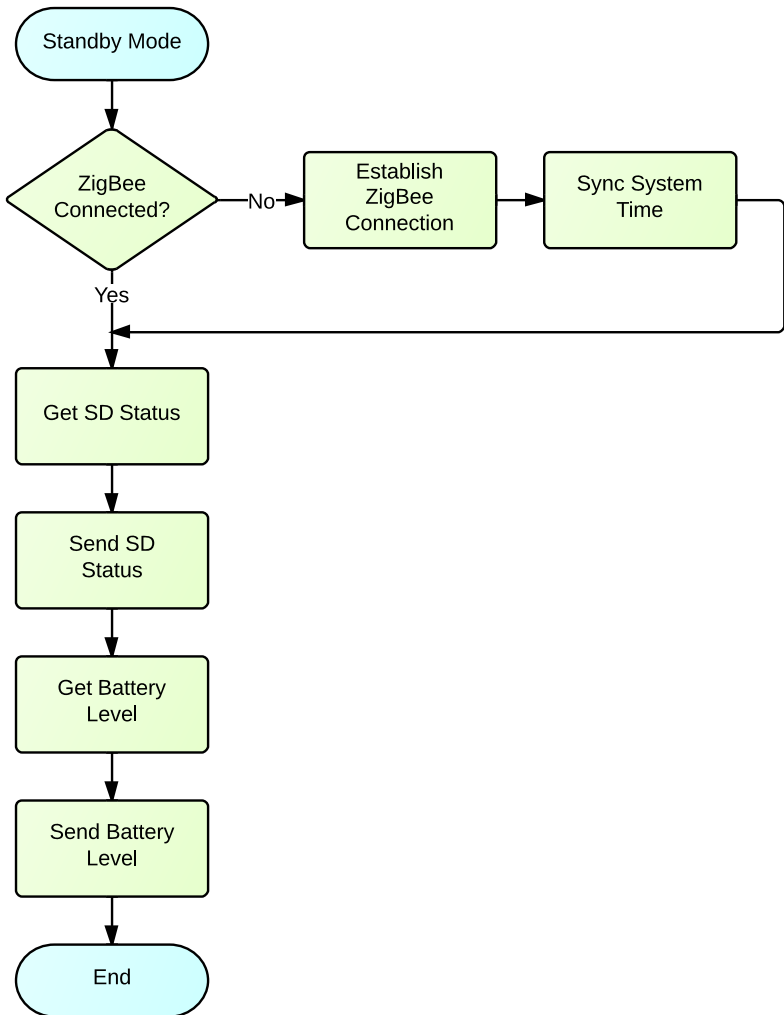 Standby Mode
ZigBee
Connected?
No
Establish
ZigBee
Connection
Sync System
Time
Yes
Get SD Status
Send SD
Status
Get Battery
Level
Send Battery
Level
End